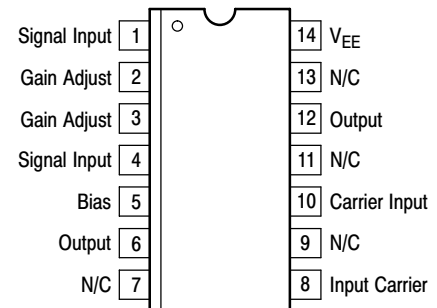 Signal Input 1 14 VEE
Gain Adjust 2 13 N/C
Gain Adjust 3 12 Output
Signal Input 4 11 N/C
Bias 5 10 Carrier Input
Output 6 9 N/C
N/C 7 8 Input Carrier